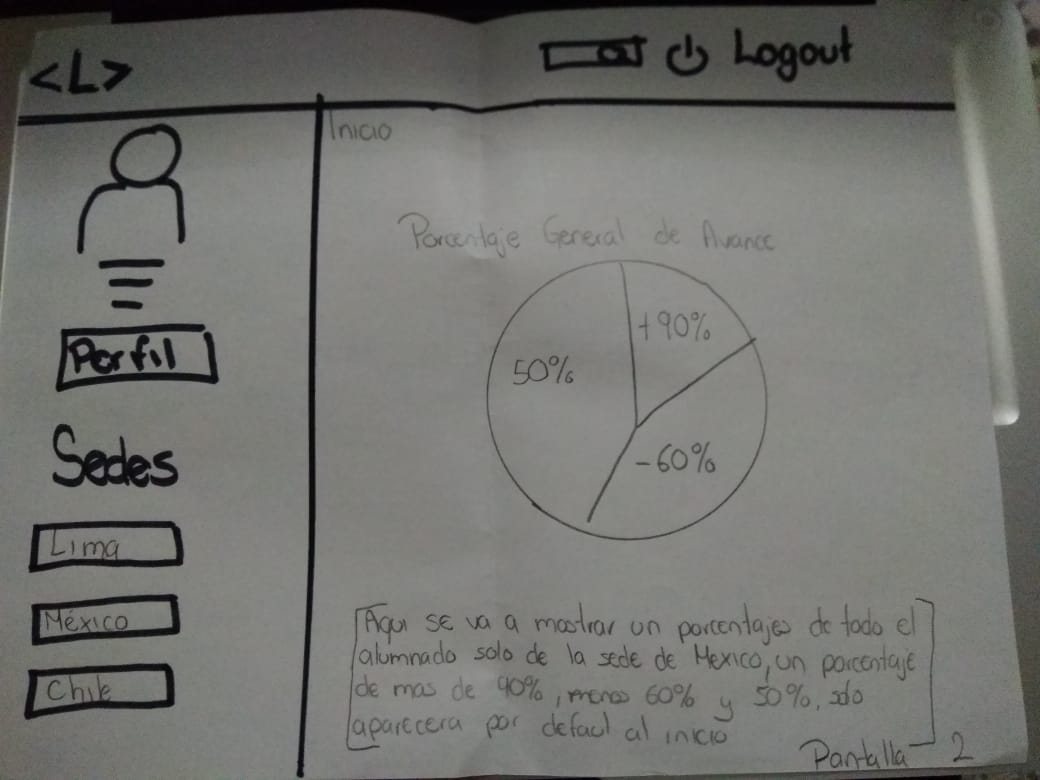 <L>
Logout
Inicio
Perfil
Sedes
Lima
México
Chile
Porcentaje General de Avance
+90%
50%
-60%
Aqui se va a mostrar un porcentajes de todo el
alumnado solo de la sede de Mexico, un porcentaje
de mas de 90%, menos 60% y 50%, solo
aparecera por defaul al inicio
Pantalla 2